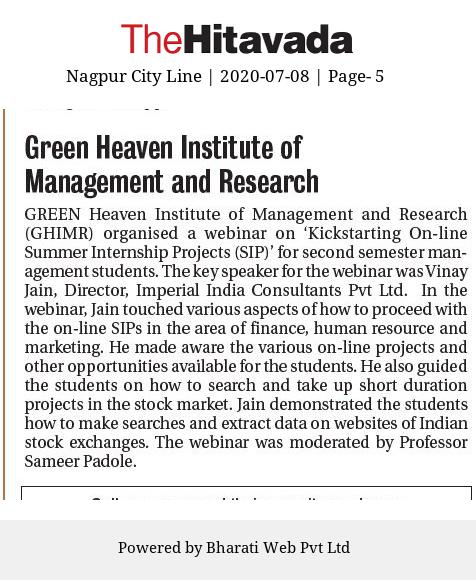 TheHitavada
Nagpur City Line | 2020-07-08 | Page- 5
Green Heaven Institute of
Management and Research
GREEN Heaven Institute of Management and Research
(GHIMR) organised a webinar on ‘Kickstarting On-line
Summer Internship Projects (SIP)’ for second semester man-
agement students. The key speaker for the webinar was Vinay
Jain, Director, Imperial India Consultants Pvt Ltd. In the
webinar, Jain touched various aspects of how to proceed with
the on-line SIPs in the area of finance, human resource and
marketing. He made aware the various on-line projects and
other opportunities available for the students. He also guided
the students on how to search and take up short duration
projects in the stock market. Jain demonstrated the students
how to make searches and extract data on websites of Indian
stock exchanges. The webinar was moderated by Professor
Sameer Padole.
Powered by Bharati Web Pvt Ltd